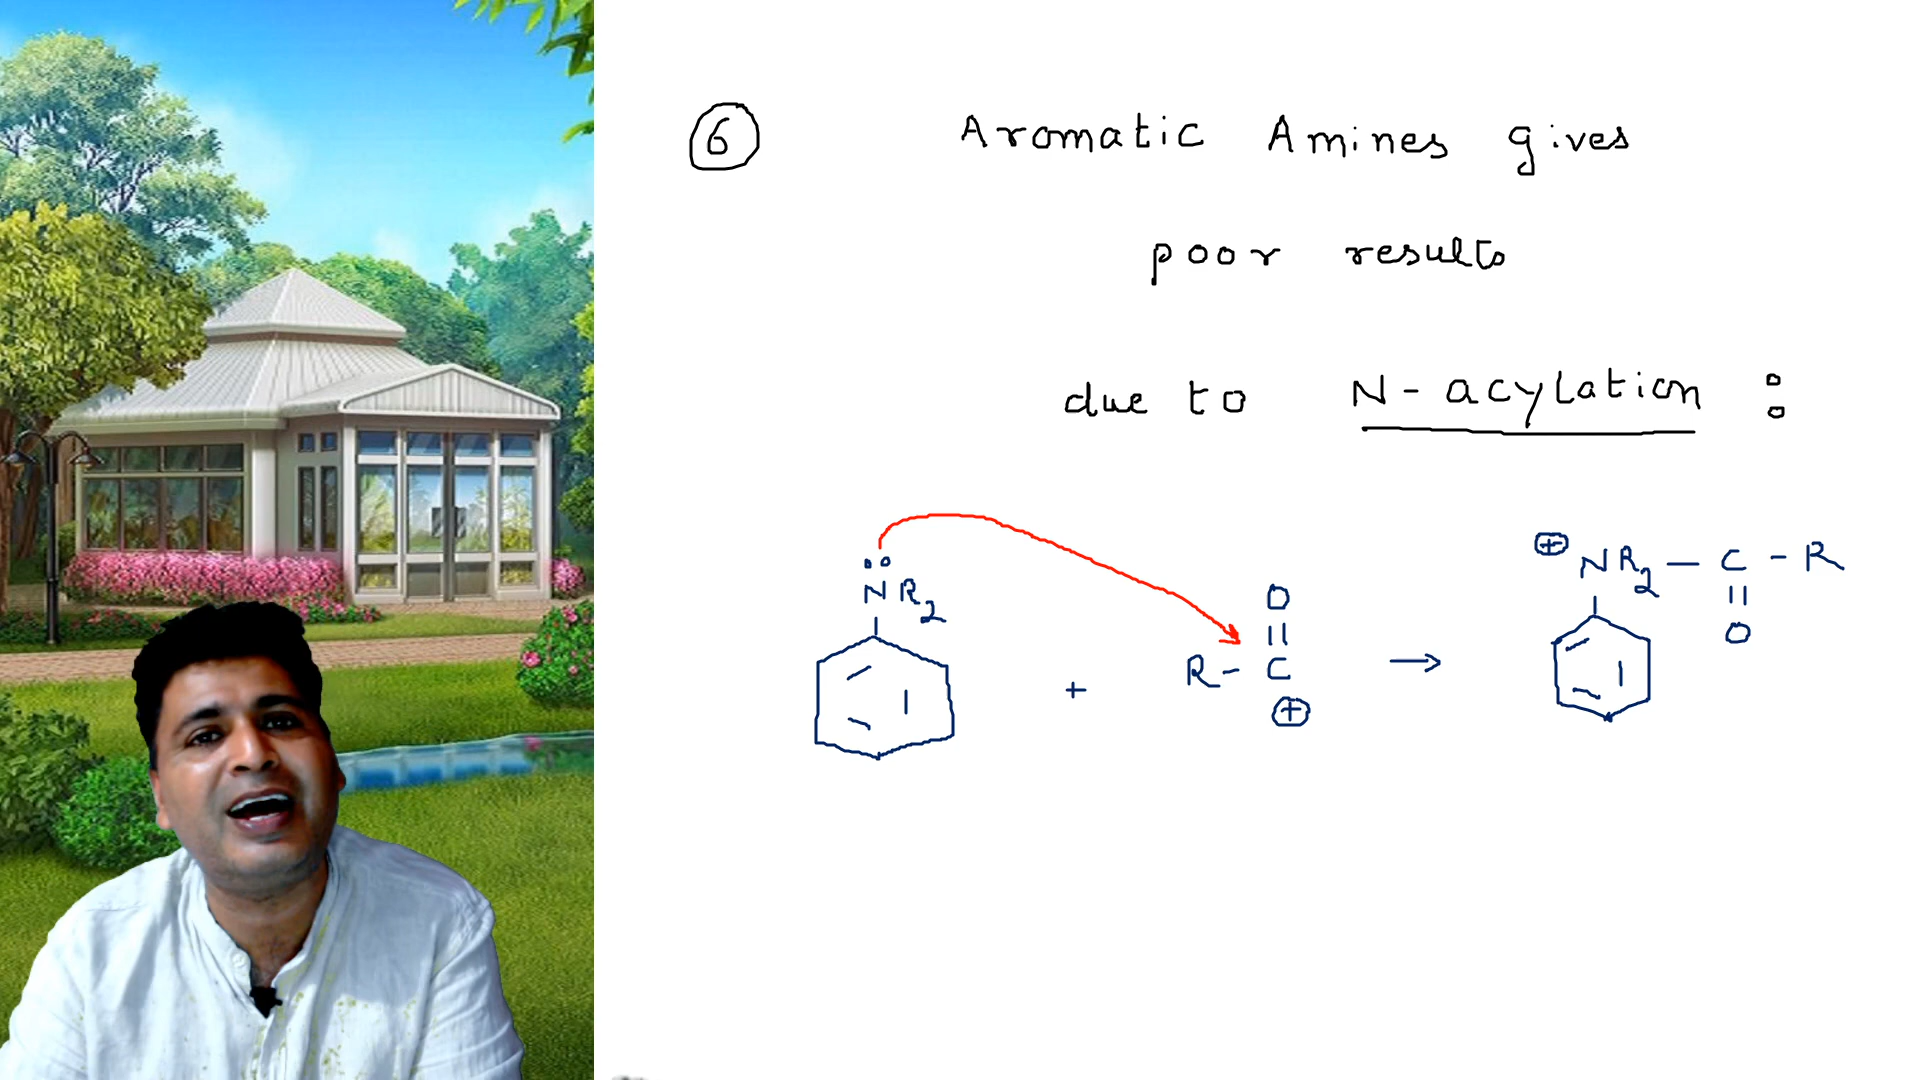 6 Aromatic Amines gives
poor results
due to N-acylation :
⊕ NR2 — C - R
NR2 O O
R - C →
+ ⊕